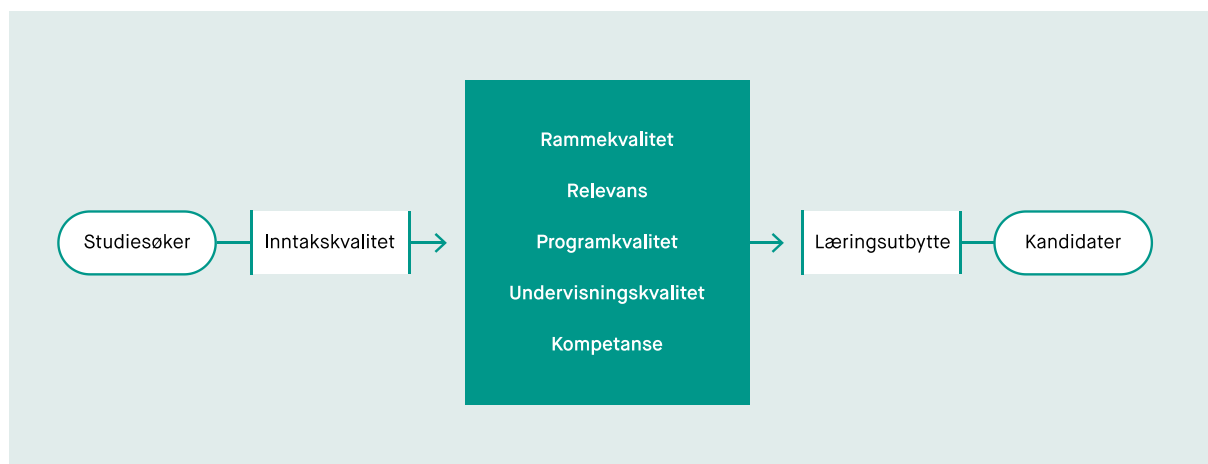 Studiesøker
Inntakskvalitet
Rammekvalitet
Relevans
Programkvalitet
Undervisningskvalitet
Kompetanse
Læringsutbytte
Kandidater